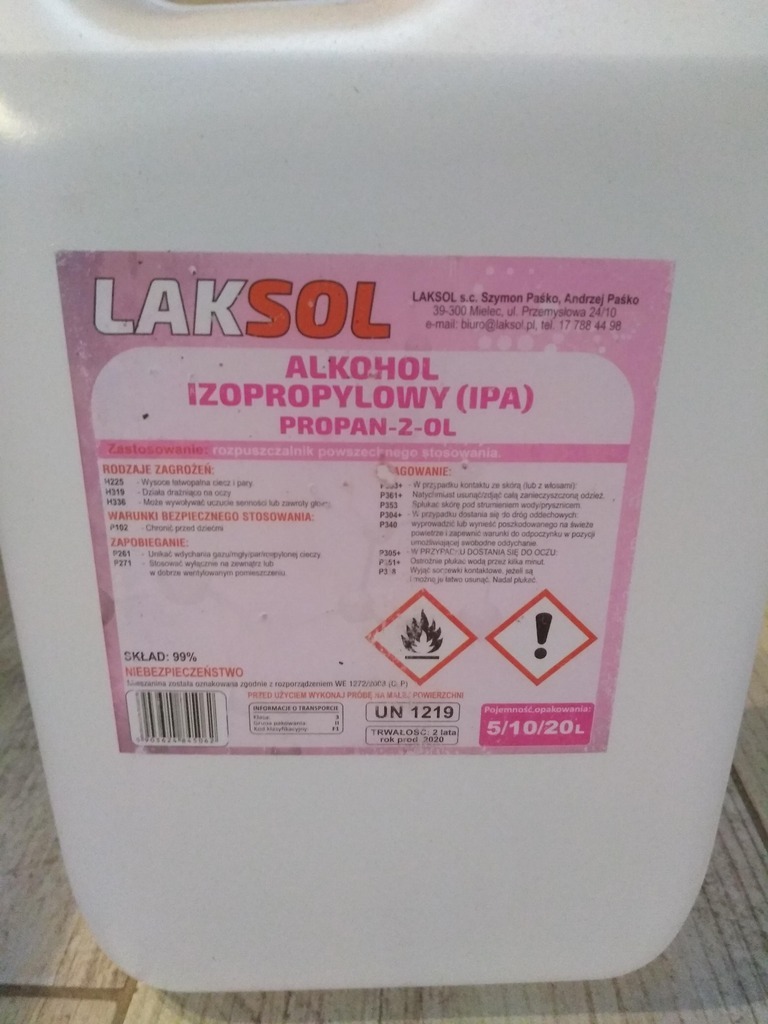 LAKSOL
LAKSOL s.c. Szymon Paśko, Andrzej Paśko
39-300 Mielec, ul. Przemysłowa 24/10
e-mail: biuro@laksol.pl, tel. 17 788 44 98
ALKOHOL
IZOPROPYLOWY (IPA)
PROPAN-2-OL
Zastosowanie: rozpuszczalnik powszechnego stosowania.
RODZAJE ZAGROŻEŃ:
H225 - Wysoce łatwopalna ciecz i pary.
H319 - Działa drażniąco na oczy
H336 - Może wywoływać uczucie senności lub zawroty głowy
WARUNKI BEZPIECZNEGO STOSOWANIA:
P102 - Chronić przed dziećmi
ZAPOBIEGANIE:
P261 - Unikać wdychania gazu/mgły/par/rozpylonej cieczy.
P271 - Stosować wyłącznie na zewnątrz lub
w dobrze wentylowanym pomieszczeniu.
AGOWANIE:
- W przypadku kontaktu ze skórą (lub z włosami):
P361+ Natychmiast usunąć/zdjąć całą zanieczyszczoną odzież.
P353 Spłukać skórę pod strumieniem wody/prysznicem.
P304+ - W przypadku dostania się do dróg oddechowych:
P340 wyprowadzić lub wynieść poszkodowanego na świeże
powietrze i zapewnić warunki do odpoczynku w pozycji
umożliwiającej swobodne oddychanie.
P305+ - W PRZYPADKU DOSTANIA SIĘ DO OCZU:
Ostrożnie płukać wodą przez kilka minut.
Wyjąć soczewki kontaktowe, jeżeli są
i można je łatwo usunąć. Nadal płukać.
SKŁAD: 99%
NIEBEZPIECZEŃSTWO
Mieszanina została oznakowana zgodnie z rozporządzeniem WE 1272/2008 (CLP)
PRZED UŻYCIEM WYKONAJ PRÓBĘ NA MAŁEJ POWIERZCHNI
INFORMACJE O TRANSPORCIE
Klasa 3
Grupa pakowania II
Kod klasyfikacyjny F1
UN 1219
TRWAŁOŚĆ: 2 lata
rok prod. 2020
Pojemność opakowania:
5/10/20L